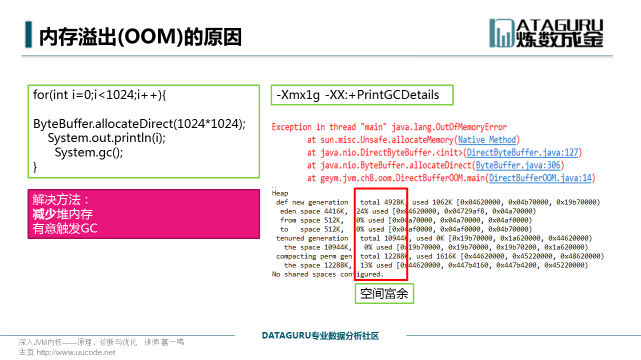 内存溢出(OOM)的原因
DATAGURU
炼数成金
for(int i=0;i<1024;i++){
ByteBuffer.allocateDirect(1024*1024);
System.out.println(i);
System.gc();
}
-Xmx1g -XX:+PrintGCDetails
Exception in thread "main" java.lang.OutOfMemoryError
at sun.misc.Unsafe.allocateMemory(Native Method)
at java.nio.DirectByteBuffer.<init>(DirectByteBuffer.java:127)
at java.nio.ByteBuffer.allocateDirect(ByteBuffer.java:306)
at geym.jvm.ch8.oom.DirectBufferOOM.main(DirectBufferOOM.java:14)
..
Heap
def new generation total 4928K, used 1062K [0x04620000, 0x04b70000, 0x19b70000)
eden space 4416K, 24% used [0x04620000, 0x04729af8, 0x04a70000)
from space 512K, 0% used [0x04a70000, 0x04a70000, 0x04af0000)
to space 512K, 0% used [0x04af0000, 0x04af0000, 0x04b70000)
tenured generation total 10944K, used 0K [0x19b70000, 0x1a620000, 0x44620000)
the space 10944K, 0% used [0x19b70000, 0x19b70000, 0x19b70200, 0x1a620000)
compacting perm gen total 12288K, used 1616K [0x44620000, 0x45220000, 0x48620000)
the space 12288K, 13% used [0x44620000, 0x447b4160, 0x447b4200, 0x45220000)
No shared spaces configured.
解决方法：
减少堆内存
有意触发GC
空间富余
DATAGURU专业数据分析社区
深入JVM内核——原理、诊断与优化 讲师 葛一鸣
主页 http://www.uucode.net